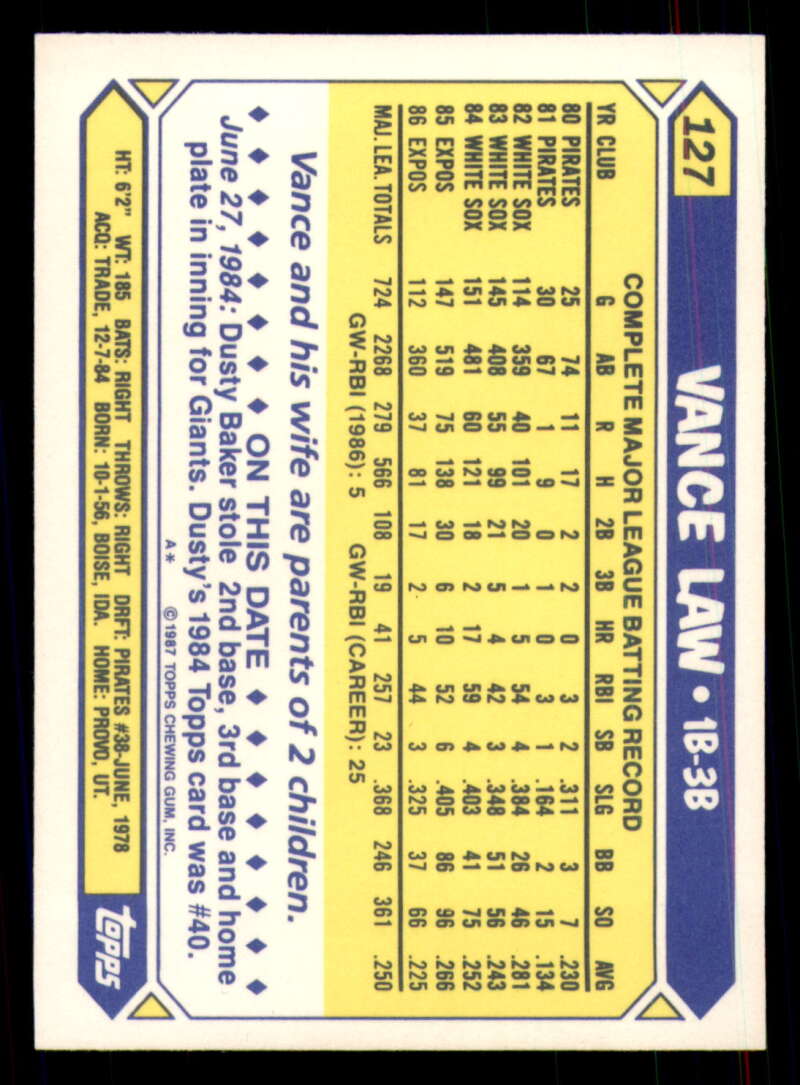 127
VANCE LAW • 1B-3B
COMPLETE MAJOR LEAGUE BATTING RECORD
YR CLUB G AB R H 2B 3B HR RBI SB SLG BB SO AVG
80 PIRATES 25 74 11 17 2 2 0 3 2 .311 3 7 .230
81 PIRATES 30 67 1 9 0 1 0 3 1 .164 2 15 .134
82 WHITE SOX 114 359 40 101 20 1 5 54 4 .384 26 46 .281
83 WHITE SOX 145 408 55 99 21 5 4 42 3 .348 51 56 .243
84 WHITE SOX 151 481 60 121 18 2 17 59 4 .403 41 75 .252
85 EXPOS 147 519 75 138 30 6 10 52 6 .405 86 96 .266
86 EXPOS 112 360 37 81 17 2 5 44 3 .325 37 66 .225
MAJ. LEA. TOTALS 724 2268 279 566 108 19 41 257 23 .368 246 361 .250
GW-RBI (1986): 5 GW-RBI (CAREER): 25
Vance and his wife are parents of 2 children.
♦ ♦ ♦ ♦ ♦ ♦ ♦ ♦ ON THIS DATE ♦ ♦ ♦ ♦ ♦ ♦ ♦ ♦
June 27, 1984: Dusty Baker stole 2nd base, 3rd base and home
plate in inning for Giants. Dusty's 1984 Topps card was #40.
A* ©1987 TOPPS CHEWING GUM, INC.
HT: 6'2" WT: 185 BATS: RIGHT THROWS: RIGHT DRFT: PIRATES #38-JUNE, 1978
ACQ: TRADE, 12-7-84 BORN: 10-1-56, BOISE, IDA. HOME: PROVO, UT.
topps